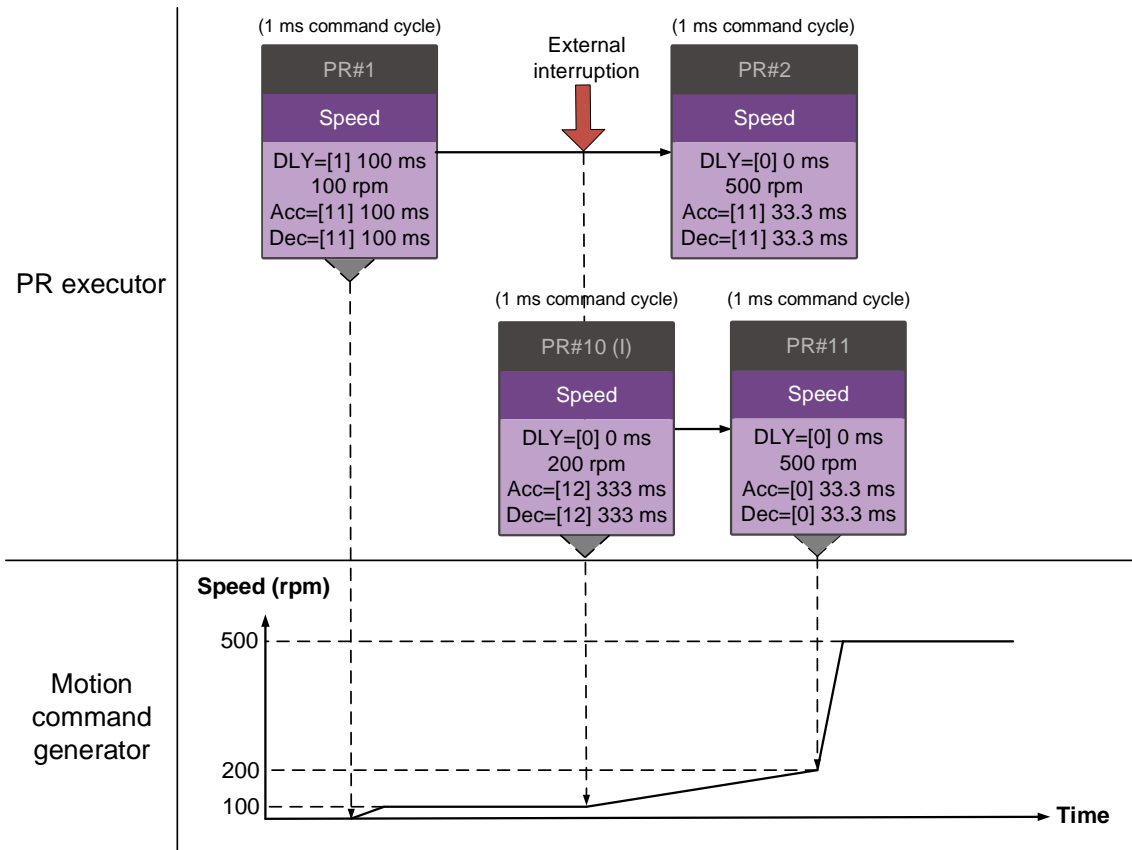 (1 ms command cycle)
PR#1
Speed
DLY=[1] 100 ms
100 rpm
Acc=[11] 100 ms
Dec=[11] 100 ms
External
interruption
(1 ms command cycle)
PR#2
Speed
DLY=[0] 0 ms
500 rpm
Acc=[11] 33.3 ms
Dec=[11] 33.3 ms
PR executor
(1 ms command cycle)
PR#10 (I)
Speed
DLY=[0] 0 ms
200 rpm
Acc=[12] 333 ms
Dec=[12] 333 ms
(1 ms command cycle)
PR#11
Speed
DLY=[0] 0 ms
500 rpm
Acc=[0] 33.3 ms
Dec=[0] 33.3 ms
Motion
command
generator
Speed (rpm)
500
200
100
Time